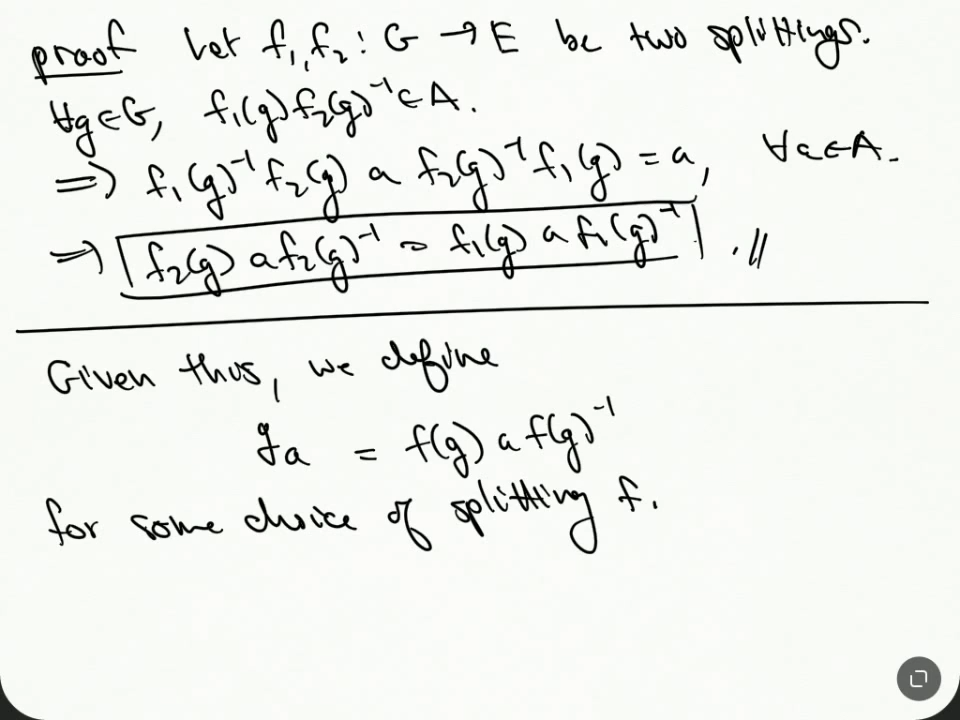 proof Let f₁, f₂ : G → E be two splittings.
∀g∈G, f₁(g)f₂(g)⁻¹∈A.
⇒ f₁(g)⁻¹f₂(g) a f₂(g)⁻¹f₁(g) = a, ∀a∈A.
⇒ f₂(g) a f₂(g)⁻¹ = f₁(g) a f₁(g)⁻¹ . //
Given thus, we define
ᵍa = f(g) a f(g)⁻¹
for some choice of splitting f.